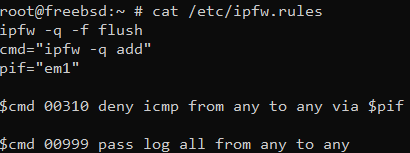 root@freebsd:~ # cat /etc/ipfw.rules
ipfw -q -f flush
cmd="ipfw -q add"
pif="em1"
$cmd 00310 deny icmp from any to any via $pif
$cmd 00999 pass log all from any to any